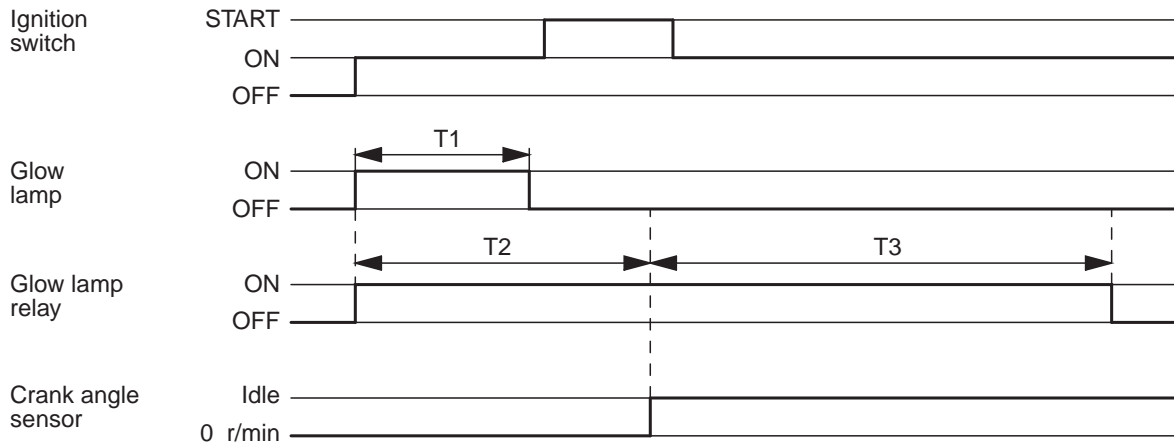 Ignition
switch
START
ON
OFF
T1
Glow
lamp
ON
OFF
T2
T3
Glow lamp
relay
ON
OFF
Crank angle
sensor
Idle
0 r/min